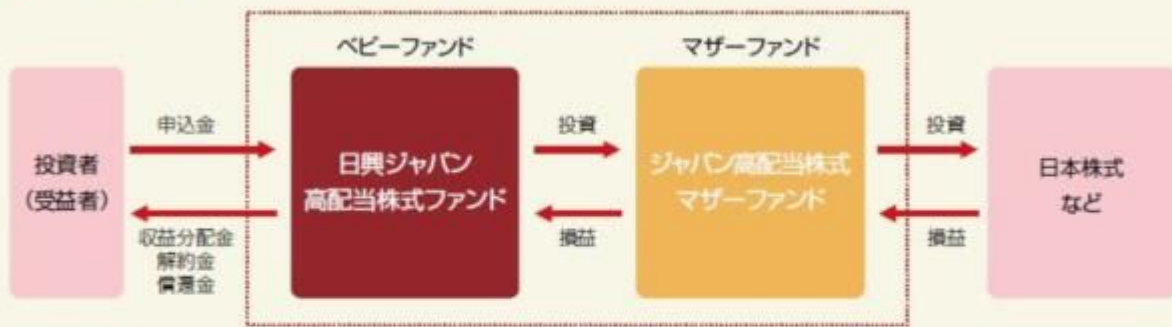 ベビーファンド
マザーファンド
投資者
（受益者）
申込金
収益分配金
解約金
償還金
日興ジャパン
高配当株式ファンド
投資
損益
ジャパン高配当株式
マザーファンド
投資
損益
日本株式
など